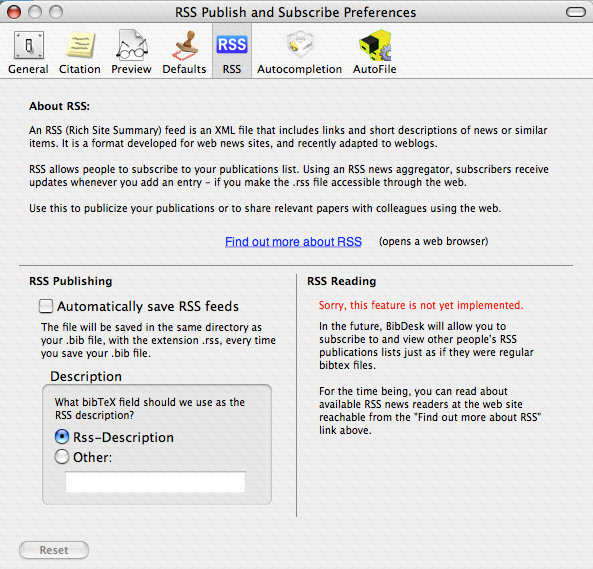 RSS Publish and Subscribe Preferences
RSS
General Citation Preview Defaults RSS Autocompletion AutoFile
About RSS:
An RSS (Rich Site Summary) feed is an XML file that includes links and short descriptions of news or similar
items. It is a format developed for web news sites, and recently adapted to weblogs.
RSS allows people to subscribe to your publications list. Using an RSS news aggregator, subscribers receive
updates whenever you add an entry – if you make the .rss file accessible through the web.
Use this to publicize your publications or to share relevant papers with colleagues using the web.
Find out more about RSS (opens a web browser)
RSS Publishing
Automatically save RSS feeds
The file will be saved in the same directory as
your .bib file, with the extension .rss, every time
you save your .bib file.
Description
What bibTeX field should we use as the
RSS description?
Rss-Description
Other:
RSS Reading
Sorry, this feature is not yet implemented.
In the future, BibDesk will allow you to
subscribe to and view other people's RSS
publications lists just as if they were regular
bibtex files.
For the time being, you can read about
available RSS news readers at the web site
reachable from the "Find out more about RSS"
link above.
Reset